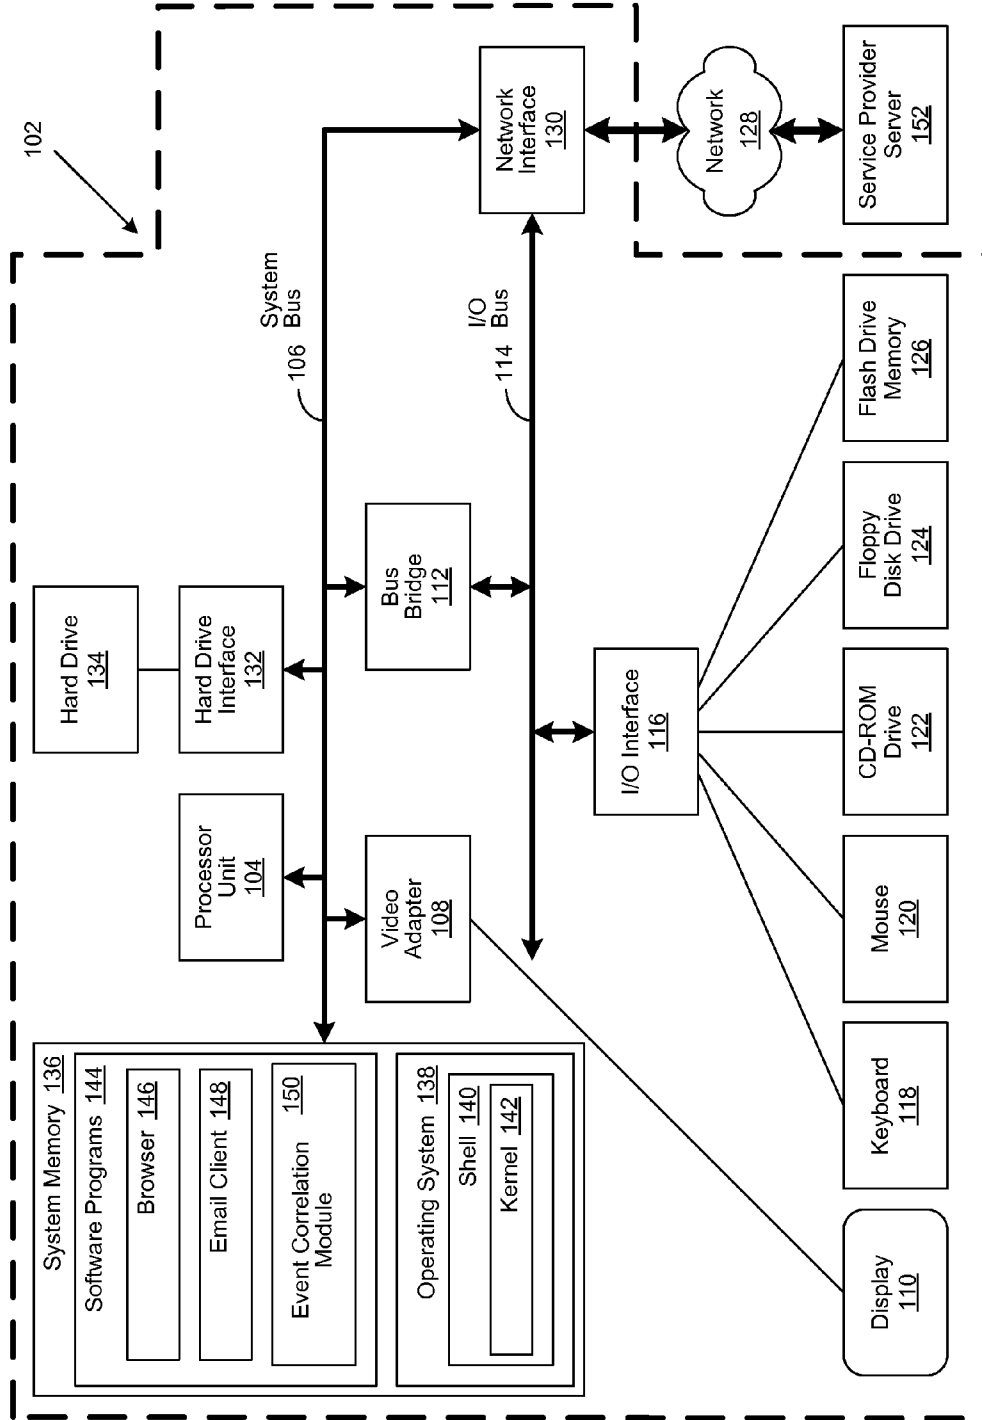 102
System Memory 136
Software Programs 144
Browser 146
Email Client 148
Event Correlation
Module
150
Operating System 138
Shell 140
Kernel 142
Processor
Unit
104
Hard Drive
134
Hard Drive
Interface
132
106
System
Bus
Video
Adapter
108
Bus
Bridge
112
114
I/O
Bus
Network
Interface
130
I/O Interface
116
Network
128
Display
110
Keyboard
118
Mouse
120
CD-ROM
Drive
122
Floppy
Disk Drive
124
Flash Drive
Memory
126
Service Provider
Server
152